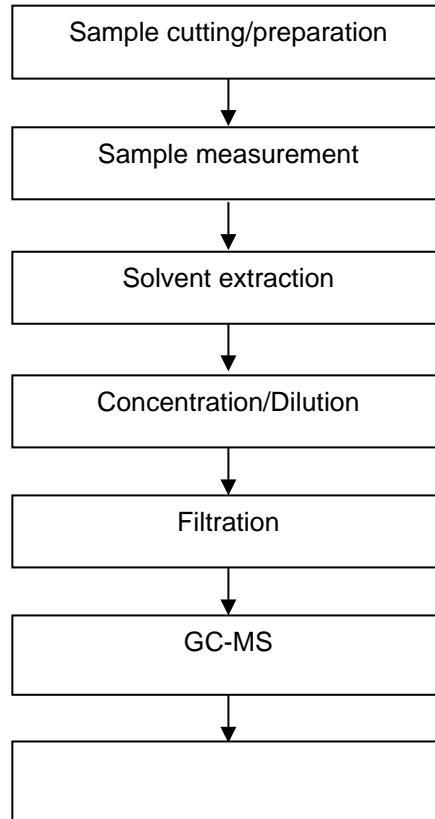 Sample cutting/preparation
Sample measurement
Solvent extraction
Concentration/Dilution
Filtration
GC-MS